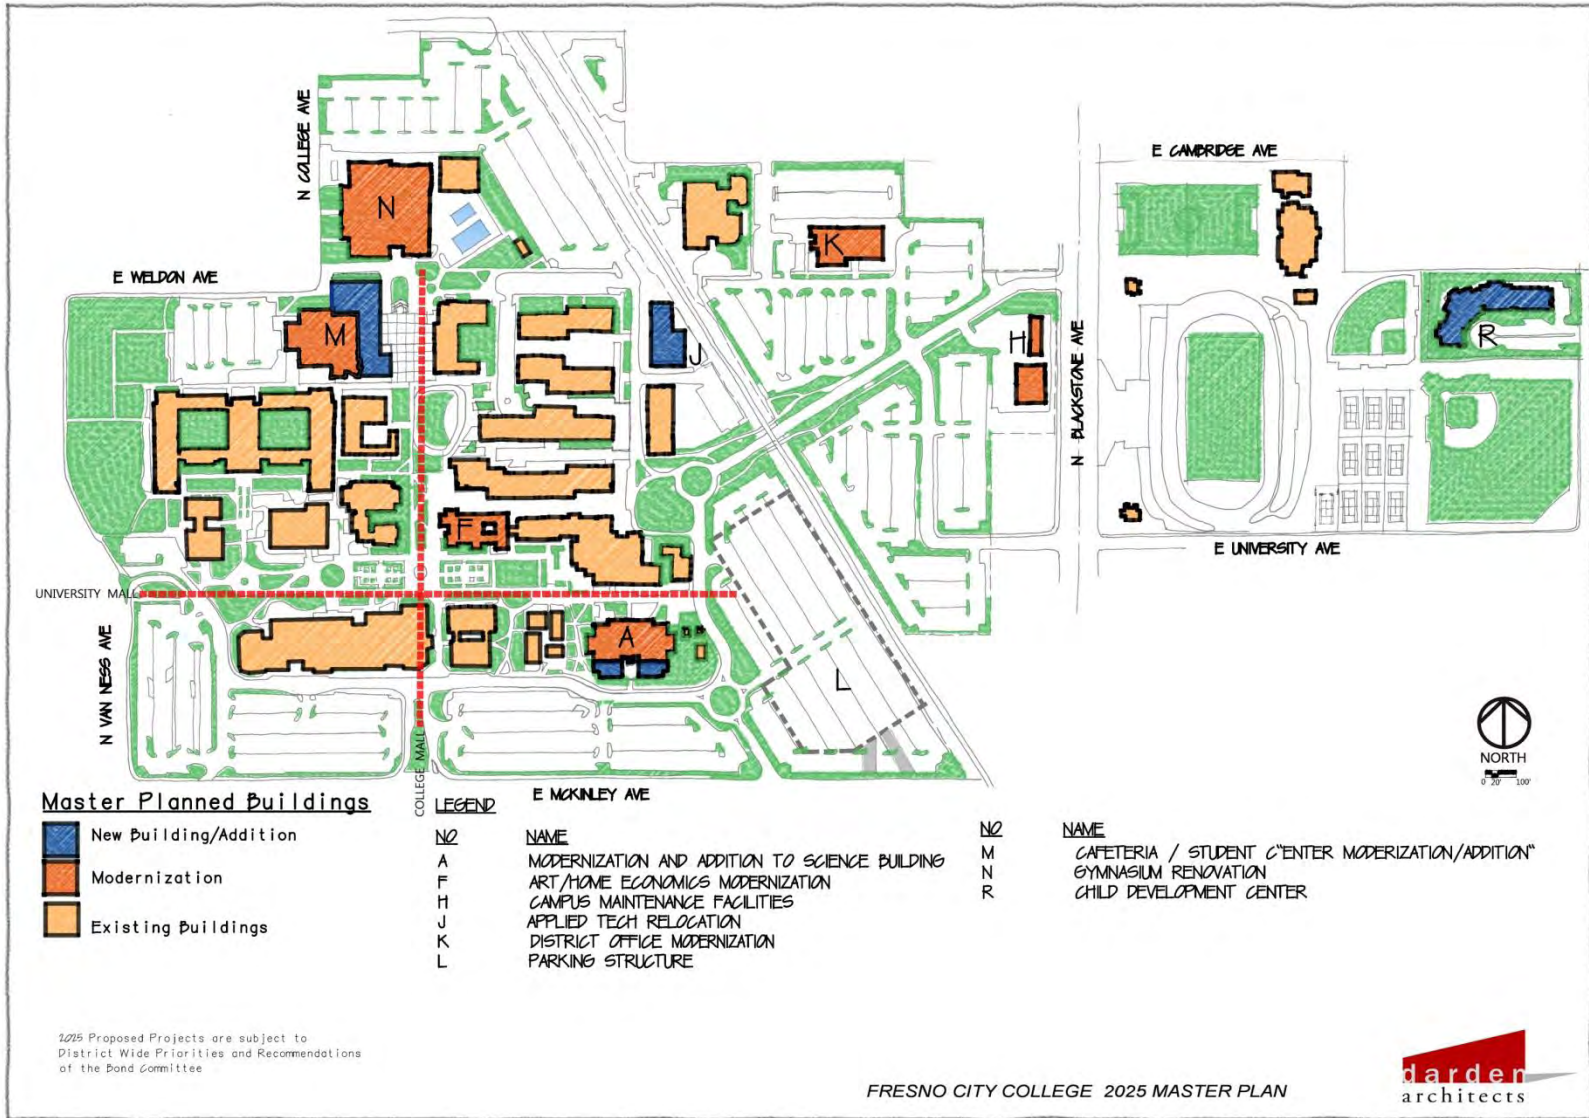 E CAMBRIDGE AVE
N COLLEGE AVE
N
K
E WELDON AVE
M
J
H
R
N BLACKSTONE AVE
F
E UNIVERSITY AVE
UNIVERSITY MALL
A
L
N VAN NESS AVE
COLLEGE MALL
NORTH
0 20' 100'
E MCKINLEY AVE
Master Planned Buildings
New Building/Addition
Modernization
Existing Buildings
LEGEND
NO NAME
A MODERNIZATION AND ADDITION TO SCIENCE BUILDING
F ART/HOME ECONOMICS MODERNIZATION
H CAMPUS MAINTENANCE FACILITIES
J APPLIED TECH RELOCATION
K DISTRICT OFFICE MODERNIZATION
L PARKING STRUCTURE
NO NAME
M CAFETERIA / STUDENT C"ENTER MODERIZATION/ADDITION"
N GYMNASIUM RENOVATION
R CHILD DEVELOPMENT CENTER
2025 Proposed Projects are subject to
District Wide Priorities and Recommendations
of the Bond Committee
FRESNO CITY COLLEGE 2025 MASTER PLAN
darden
architects